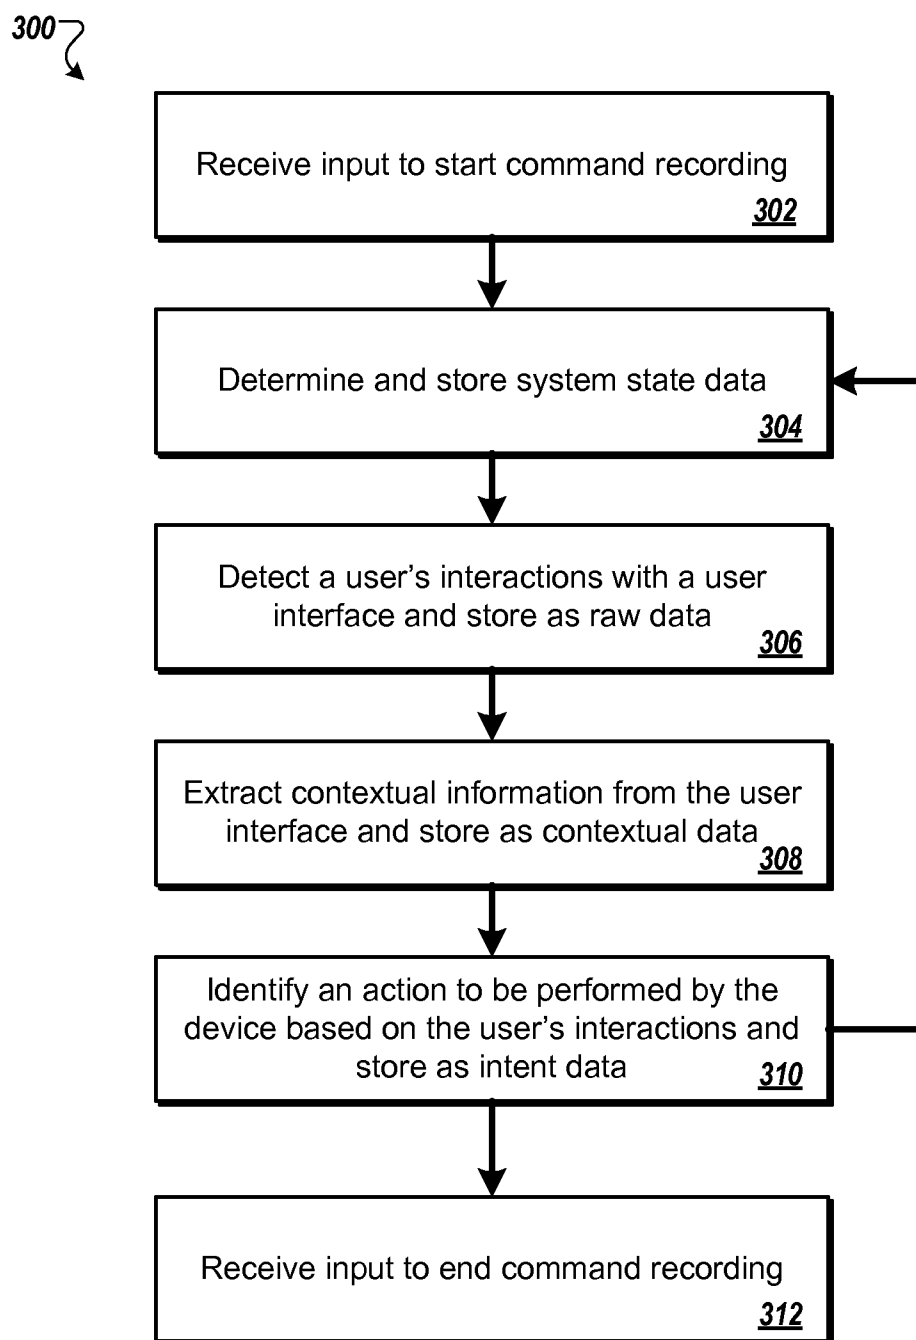 300
Receive input to start command recording
302
Determine and store system state data
304
Detect a user's interactions with a user
interface and store as raw data
306
Extract contextual information from the user
interface and store as contextual data
308
Identify an action to be performed by the
device based on the user's interactions and
store as intent data
310
Receive input to end command recording
312